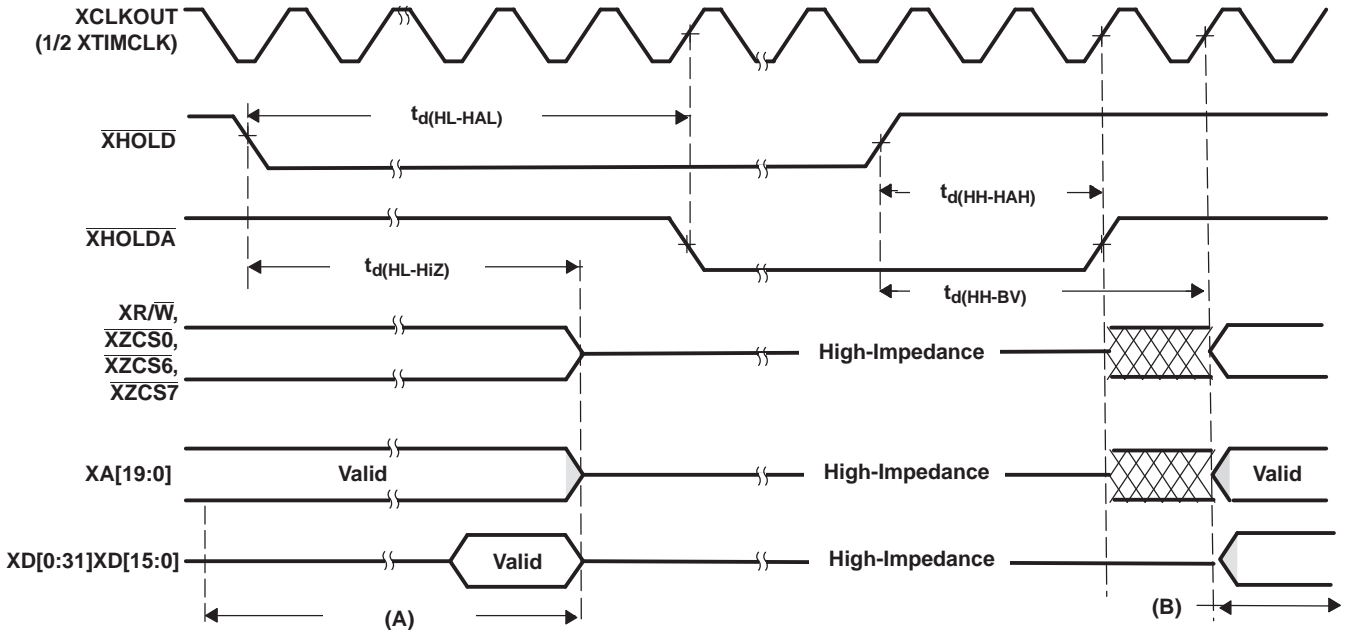 XCLKOUT
(1/2 XTIMCLK)
td(HL-HAL)
XHOLD
td(HH-HAH)
XHOLDA
td(HL-HiZ)
td(HH-BV)
XR/W,
XZCS0,
XZCS6,
XZCS7
High-Impedance
XA[19:0]
Valid
High-Impedance
Valid
XD[0:31]XD[15:0]
Valid
High-Impedance
(A)
(B)